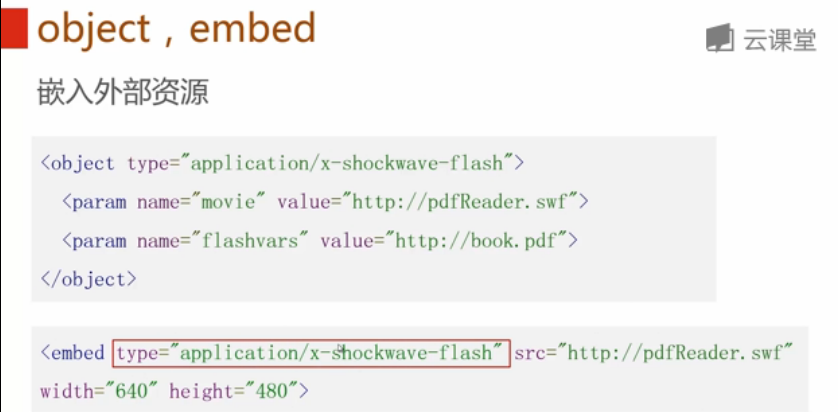 object，embed
云课堂
嵌入外部资源
<object type="application/x-shockwave-flash">
<param name="movie" value="http://pdfReader.swf">
<param name="flashvars" value="http://book.pdf">
</object>
<embed type="application/x-shockwave-flash" src="http://pdfReader.swf"
width="640" height="480">